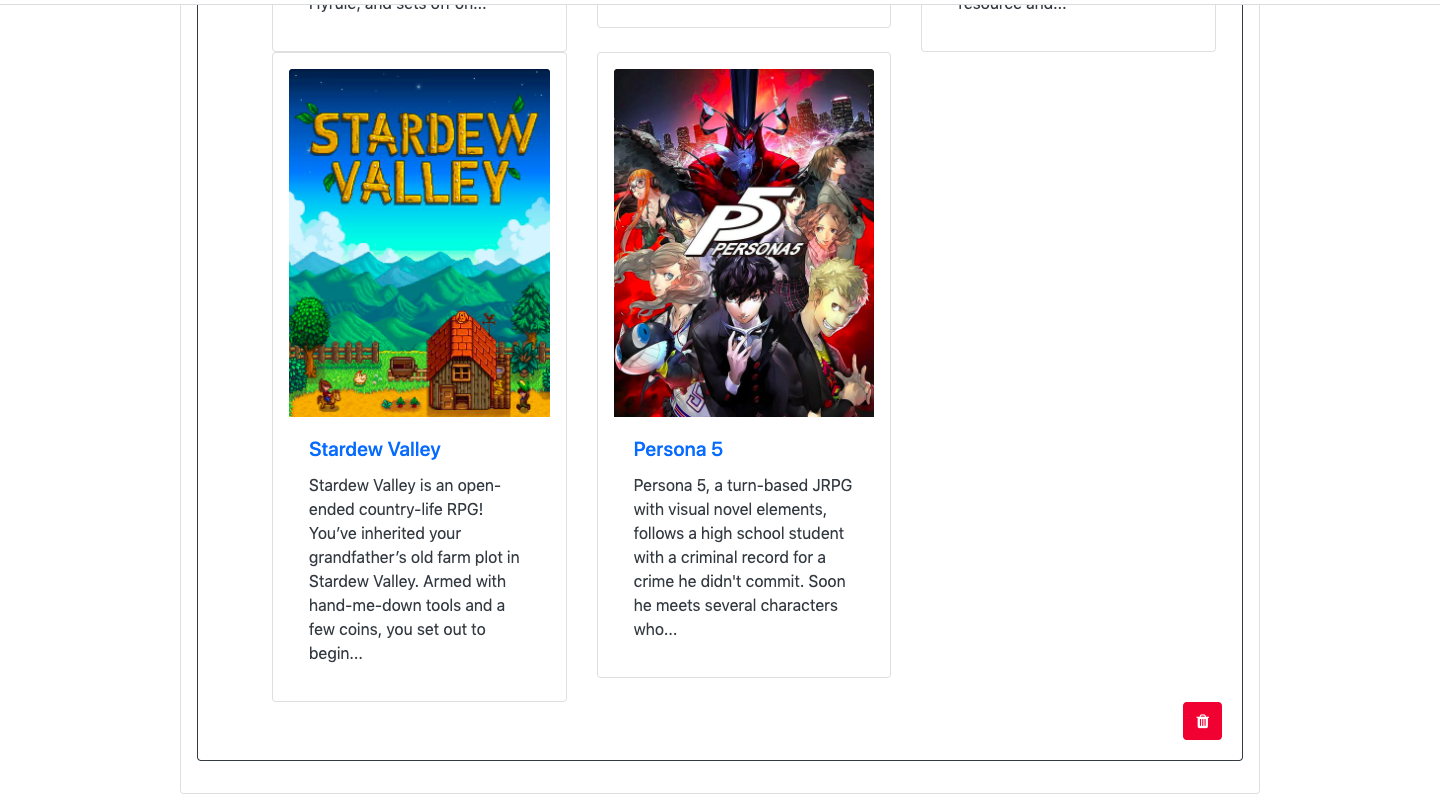 Hyrule, and sets off on...
resource and...
STARDEW
VALLEY
P5
PERSONA5
Stardew Valley
Stardew Valley is an open-
ended country-life RPG!
You’ve inherited your
grandfather’s old farm plot in
Stardew Valley. Armed with
hand-me-down tools and a
few coins, you set out to
begin...
Persona 5
Persona 5, a turn-based JRPG
with visual novel elements,
follows a high school student
with a criminal record for a
crime he didn't commit. Soon
he meets several characters
who...